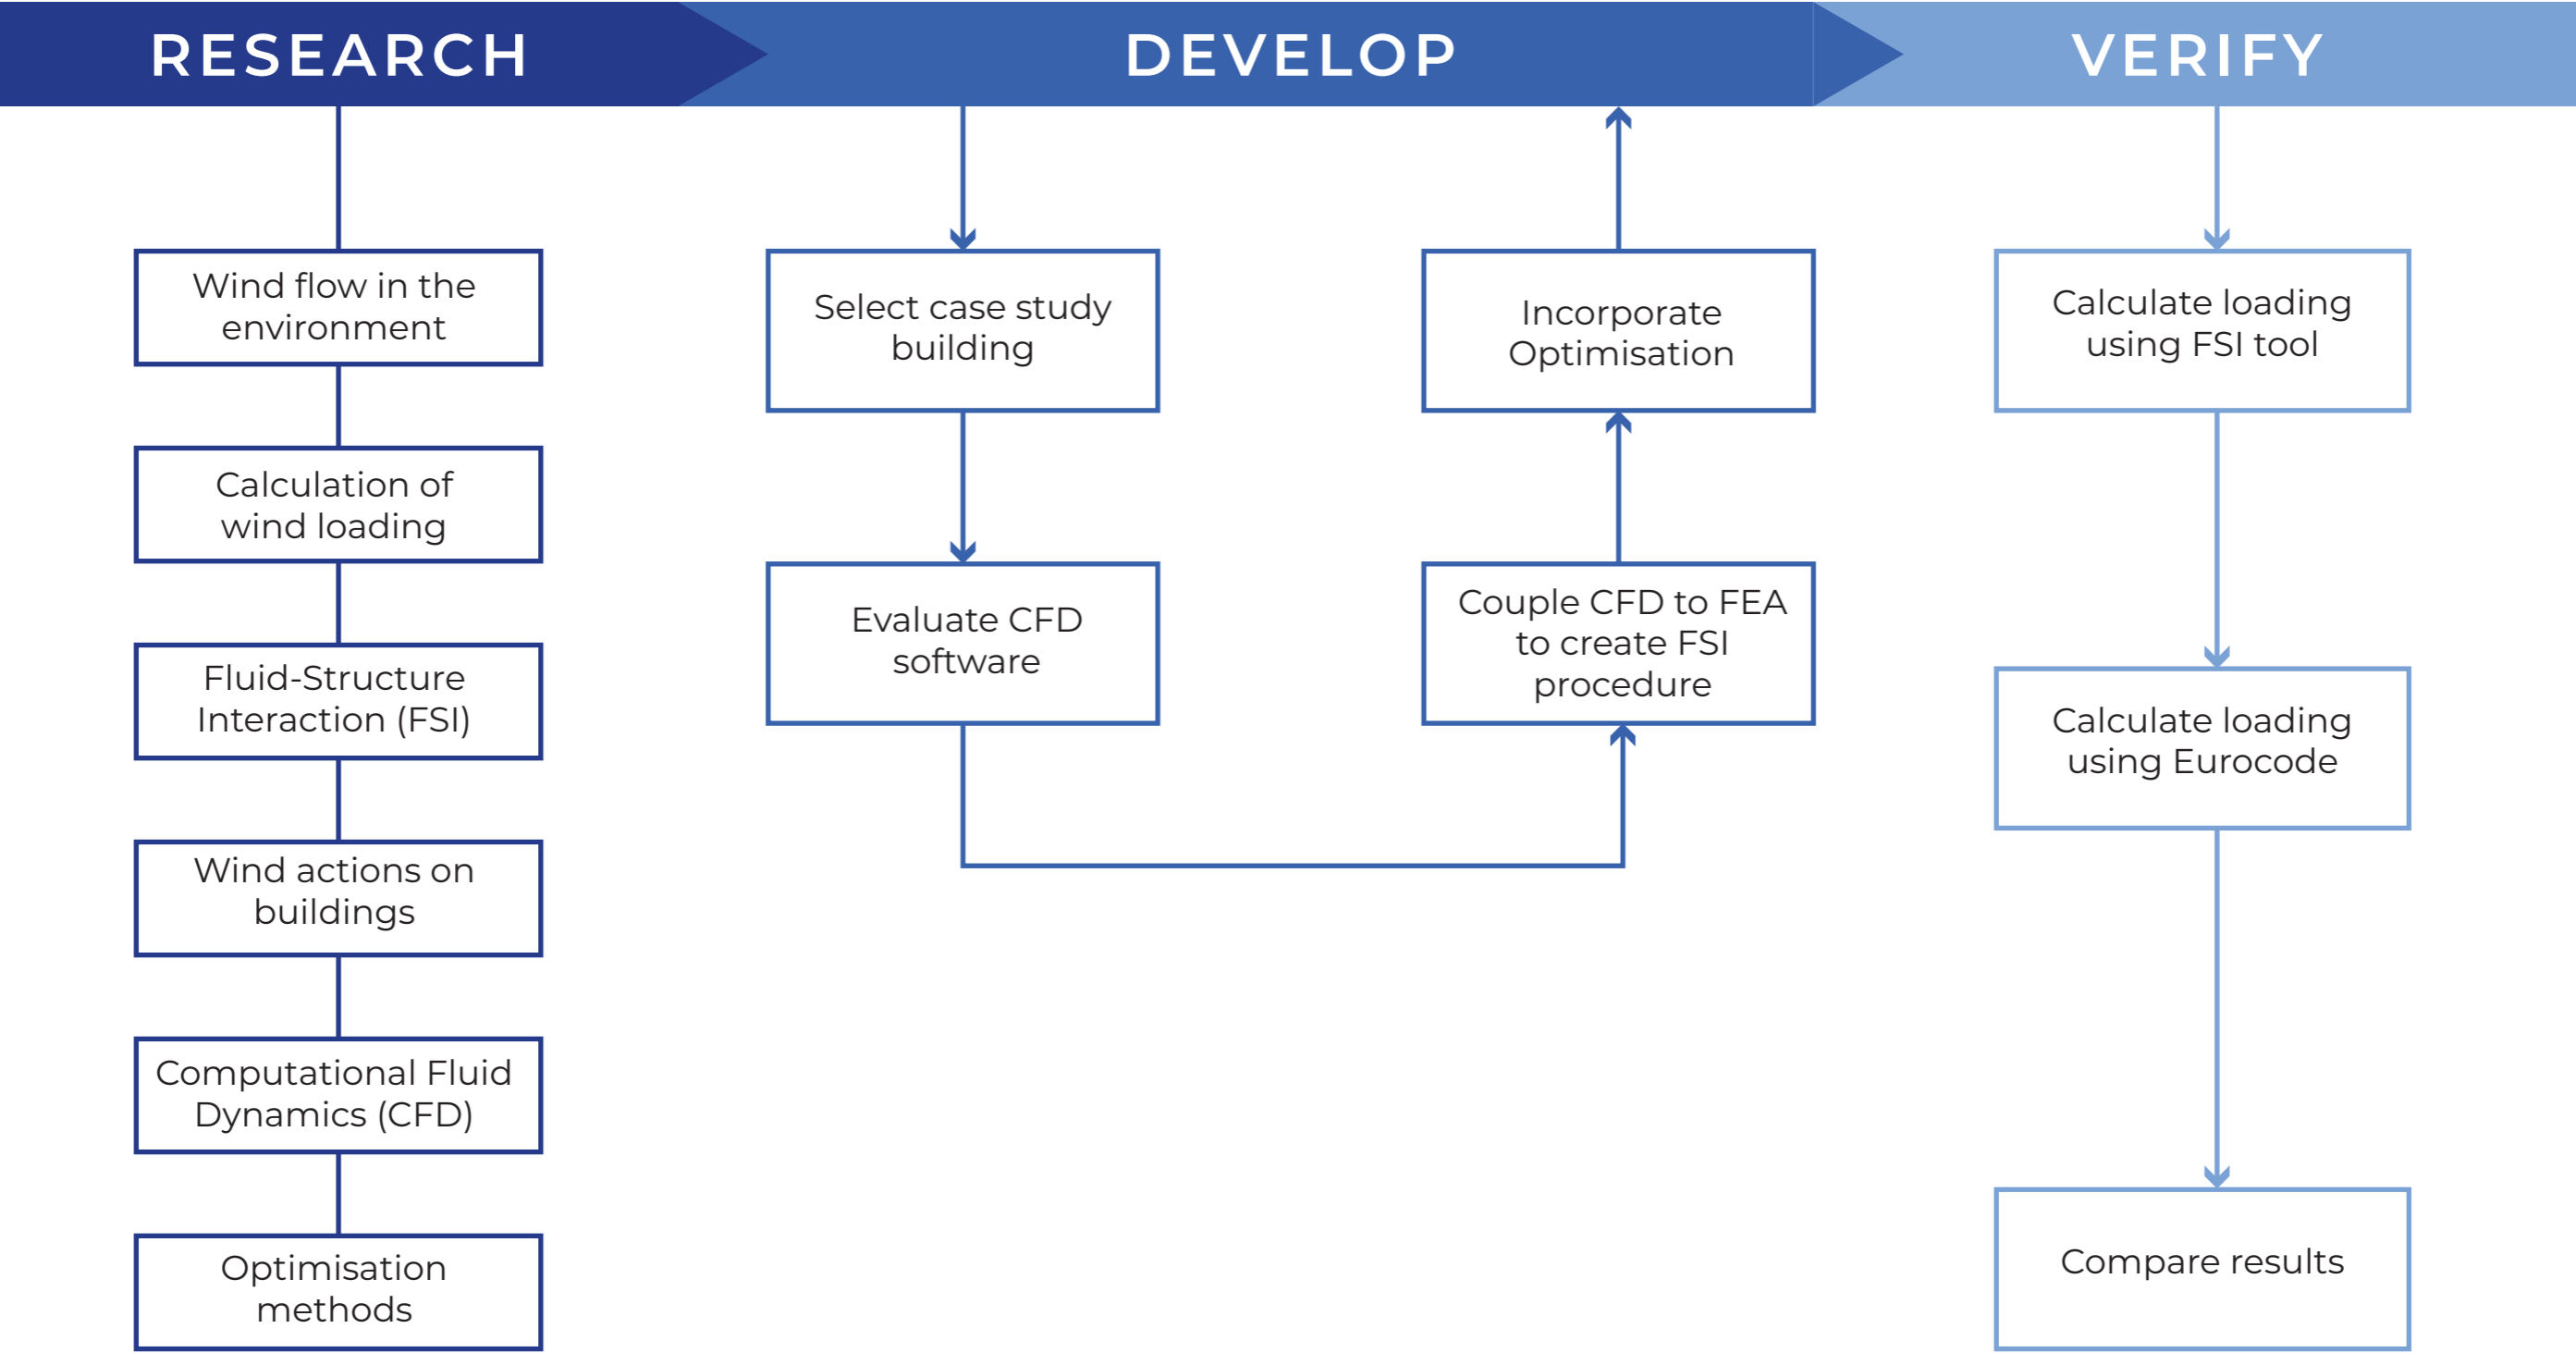 RESEARCH
DEVELOP
VERIFY
Wind flow in the
environment
Calculation of
wind loading
Fluid-Structure
Interaction (FSI)
Wind actions on
buildings
Computational Fluid
Dynamics (CFD)
Optimisation
methods
Select case study
building
Evaluate CFD
software
Couple CFD to FEA
to create FSI
procedure
Incorporate
Optimisation
Calculate loading
using FSI tool
Calculate loading
using Eurocode
Compare results